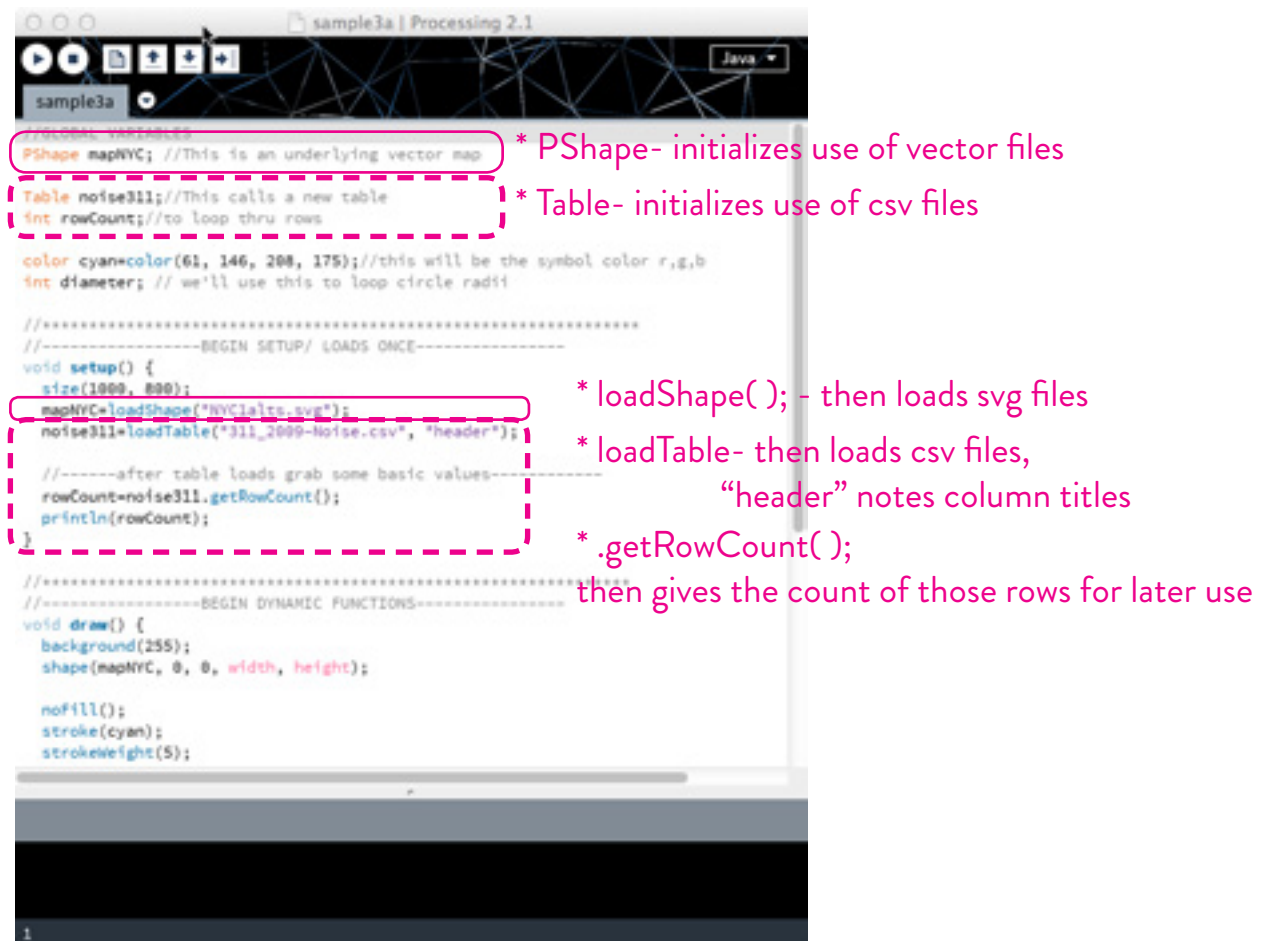 sample3a | Processing 2.1
Java
sample3a
//GLOBAL VARIABLES
PShape mapNYC; //This is an underlying vector map
* PShape- initializes use of vector files
Table noise311;//This calls a new table
* Table- initializes use of csv files
int rowCount;//to loop thru rows
color cyan=color(61, 146, 208, 175);//this will be the symbol color r,g,b
int diameter; // we'll use this to loop circle radii
//****************************************************************
//-----------------BEGIN SETUP/ LOADS ONCE----------------
void setup() {
size(1000, 800);
* loadShape( ); - then loads svg files
mapNYC=loadShape("NYC1alts.svg");
noise311=loadTable("311_2009-Noise.csv", "header");
* loadTable- then loads csv files,
“header” notes column titles
//------after table loads grab some basic values------------
rowCount=noise311.getRowCount();
println(rowCount);
}
* .getRowCount( );
then gives the count of those rows for later use
//***************************************************************
//-----------------BEGIN DYNAMIC FUNCTIONS----------------
void draw() {
background(255);
shape(mapNYC, 0, 0, width, height);
noFill();
stroke(cyan);
strokeWeight(5);
1